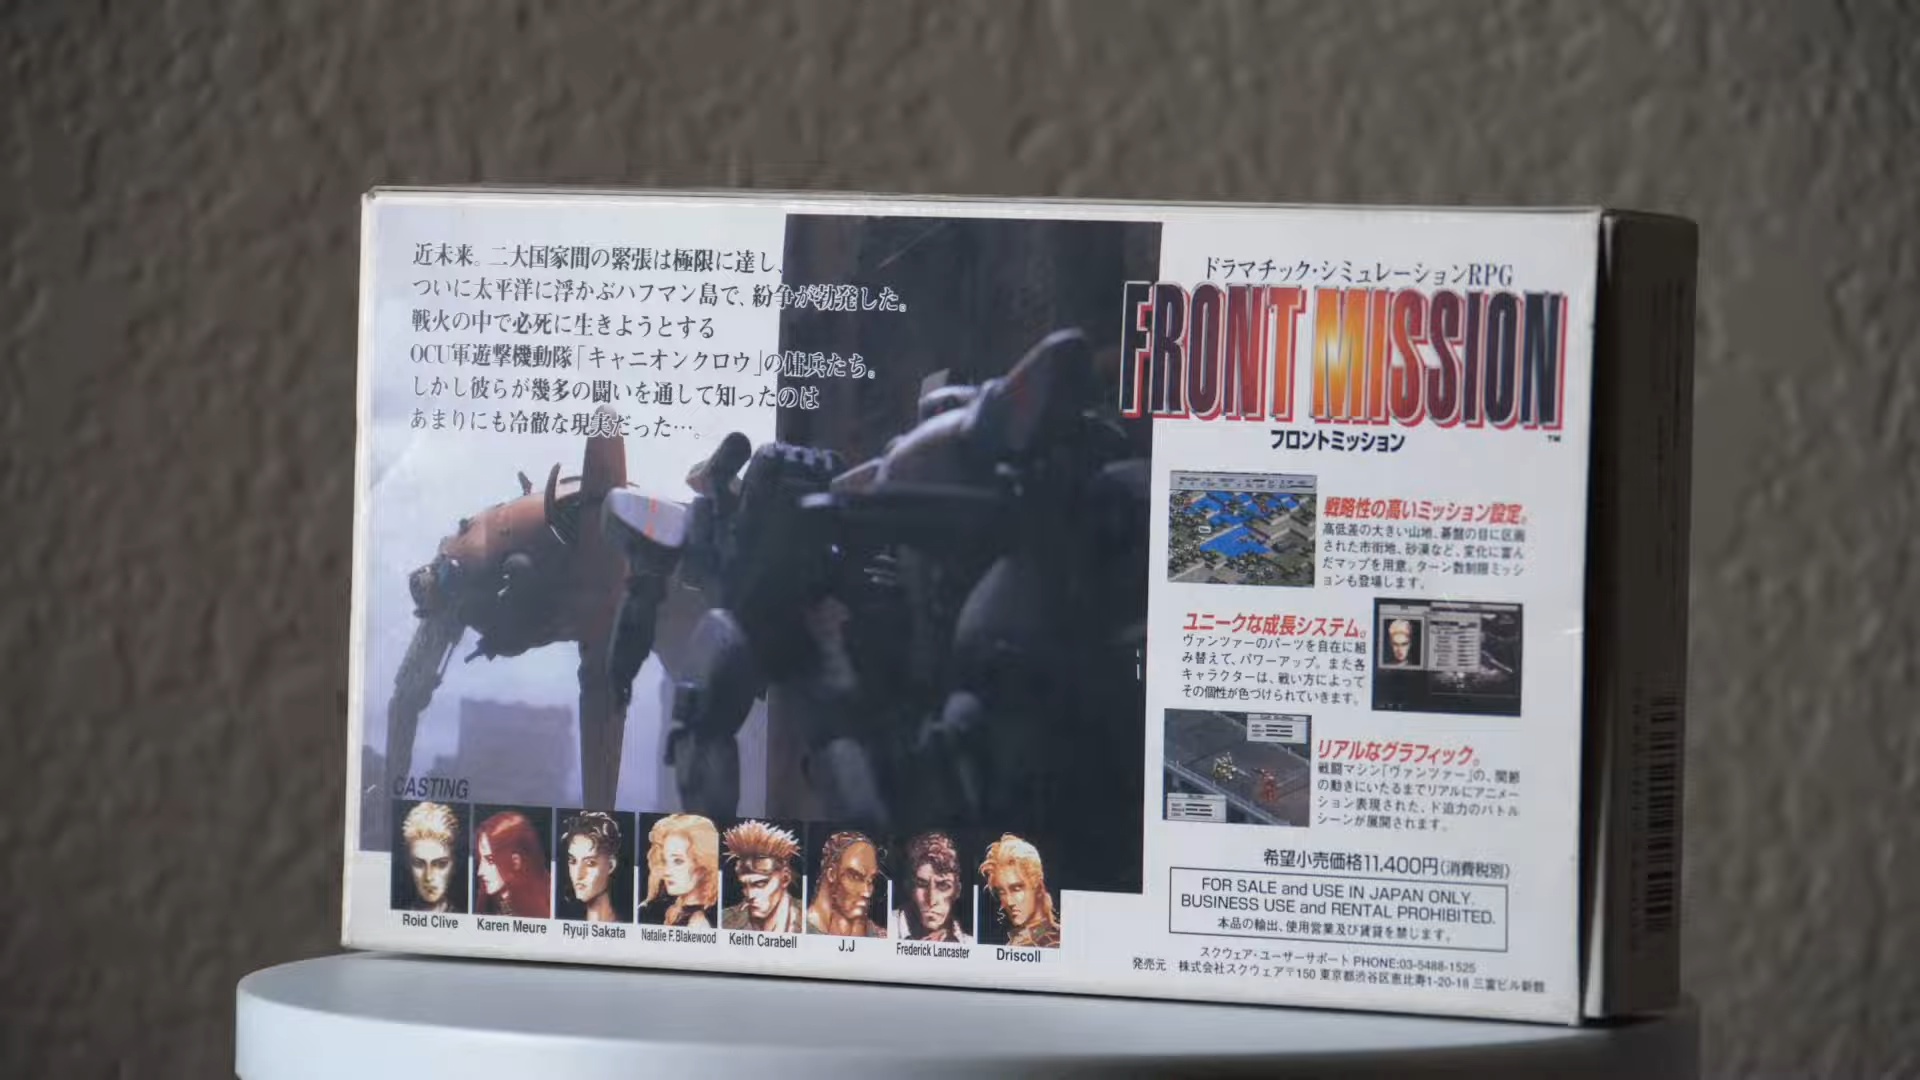 近未来。二大国家間の緊張は極限に達し、
ついに太平洋に浮かぶハフマン島で、紛争が勃発した。
戦火の中で必死に生きようとする
OCU軍遊撃機動隊「キャニオンクロウ」の傭兵たち。
しかし彼らが幾多の闘いを通して知ったのは
あまりにも冷徹な現実だった…。
CASTING
Roid Clive
Karen Meure
Ryuji Sakata
Natalie F.Blakewood
Keith Carabell
J.J
Frederick Lancaster
Driscoll
ドラマチック・シミュレーションRPG
FRONT MISSION
TM
フロントミッション
戦略性の高いミッション設定。
高低差の大きい山地、碁盤の目に区画
された市街地、砂漠など、変化に富ん
だマップを用意。ターン数制限ミッシ
ョンも登場します。
ユニークな成長システム。
ヴァンツァーのパーツを自在に組
み替えて、パワーアップ。また各
キャラクターは、戦い方によって
その個性が色づけられていきます。
リアルなグラフィック。
戦闘マシン「ヴァンツァー」の、関節
の動きにいたるまでリアルにアニメー
ション表現された、ド迫力のバトル
シーンが展開されます。
希望小売価格11,400円(消費税別)
FOR SALE and USE IN JAPAN ONLY.
BUSINESS USE and RENTAL PROHIBITED.
本品の輸出、使用営業及び賃貸を禁じます。
スクウェア・ユーザーサポート PHONE:03-5488-1525
発売元 株式会社スクウェア〒150 東京都渋谷区恵比寿1-20-18 三富ビル新館